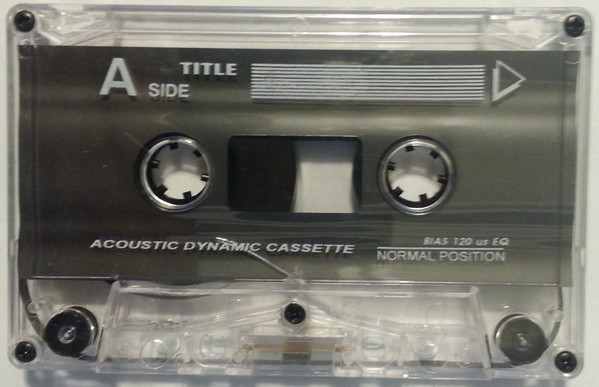 A SIDE TITLE
ACOUSTIC DYNAMIC CASSETTE
BIAS 120 us EQ
NORMAL POSITION